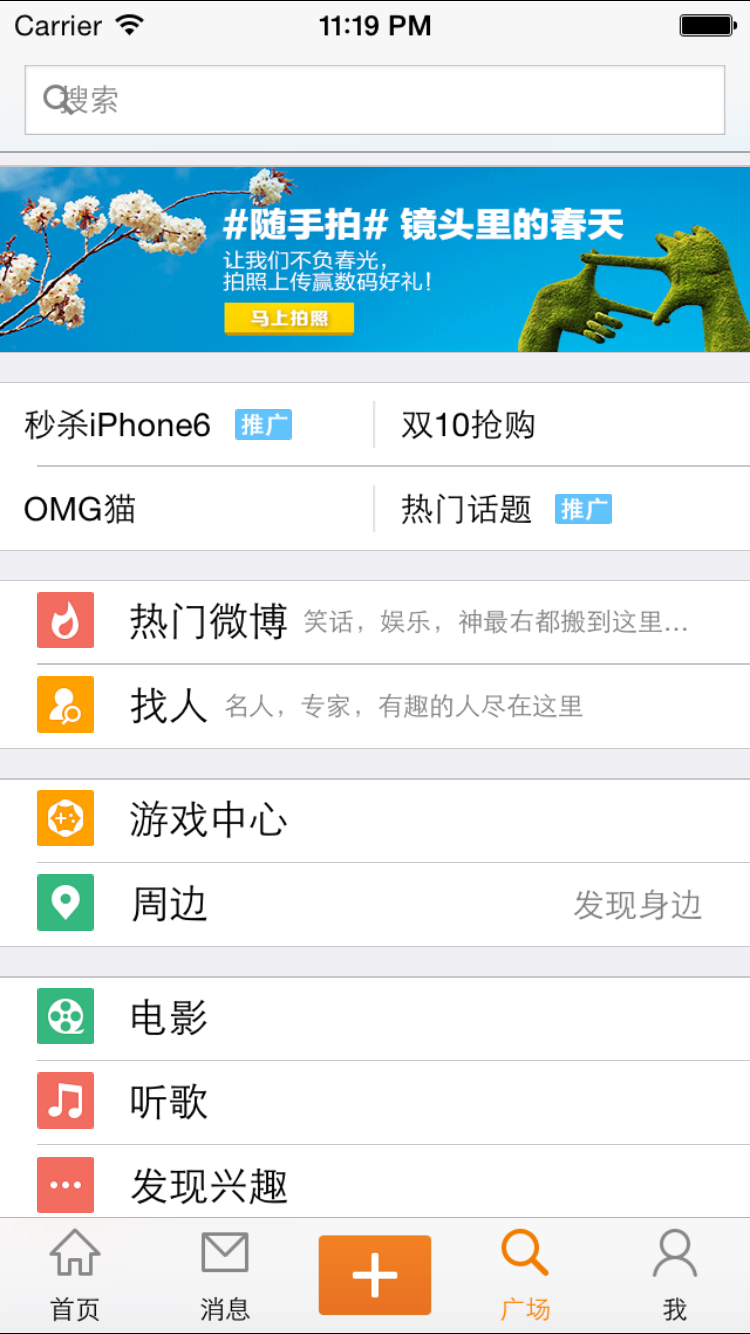 Carrier 11:19 PM
搜索
#随手拍# 镜头里的春天
让我们不负春光，
拍照上传赢数码好礼！
马上拍照
秒杀iPhone6 推广 双10抢购
OMG猫 热门话题 推广
热门微博 笑话，娱乐，神最右都搬到这里...
找人 名人，专家，有趣的人尽在这里
游戏中心
周边 发现身边
电影
听歌
发现兴趣
首页 消息 广场 我